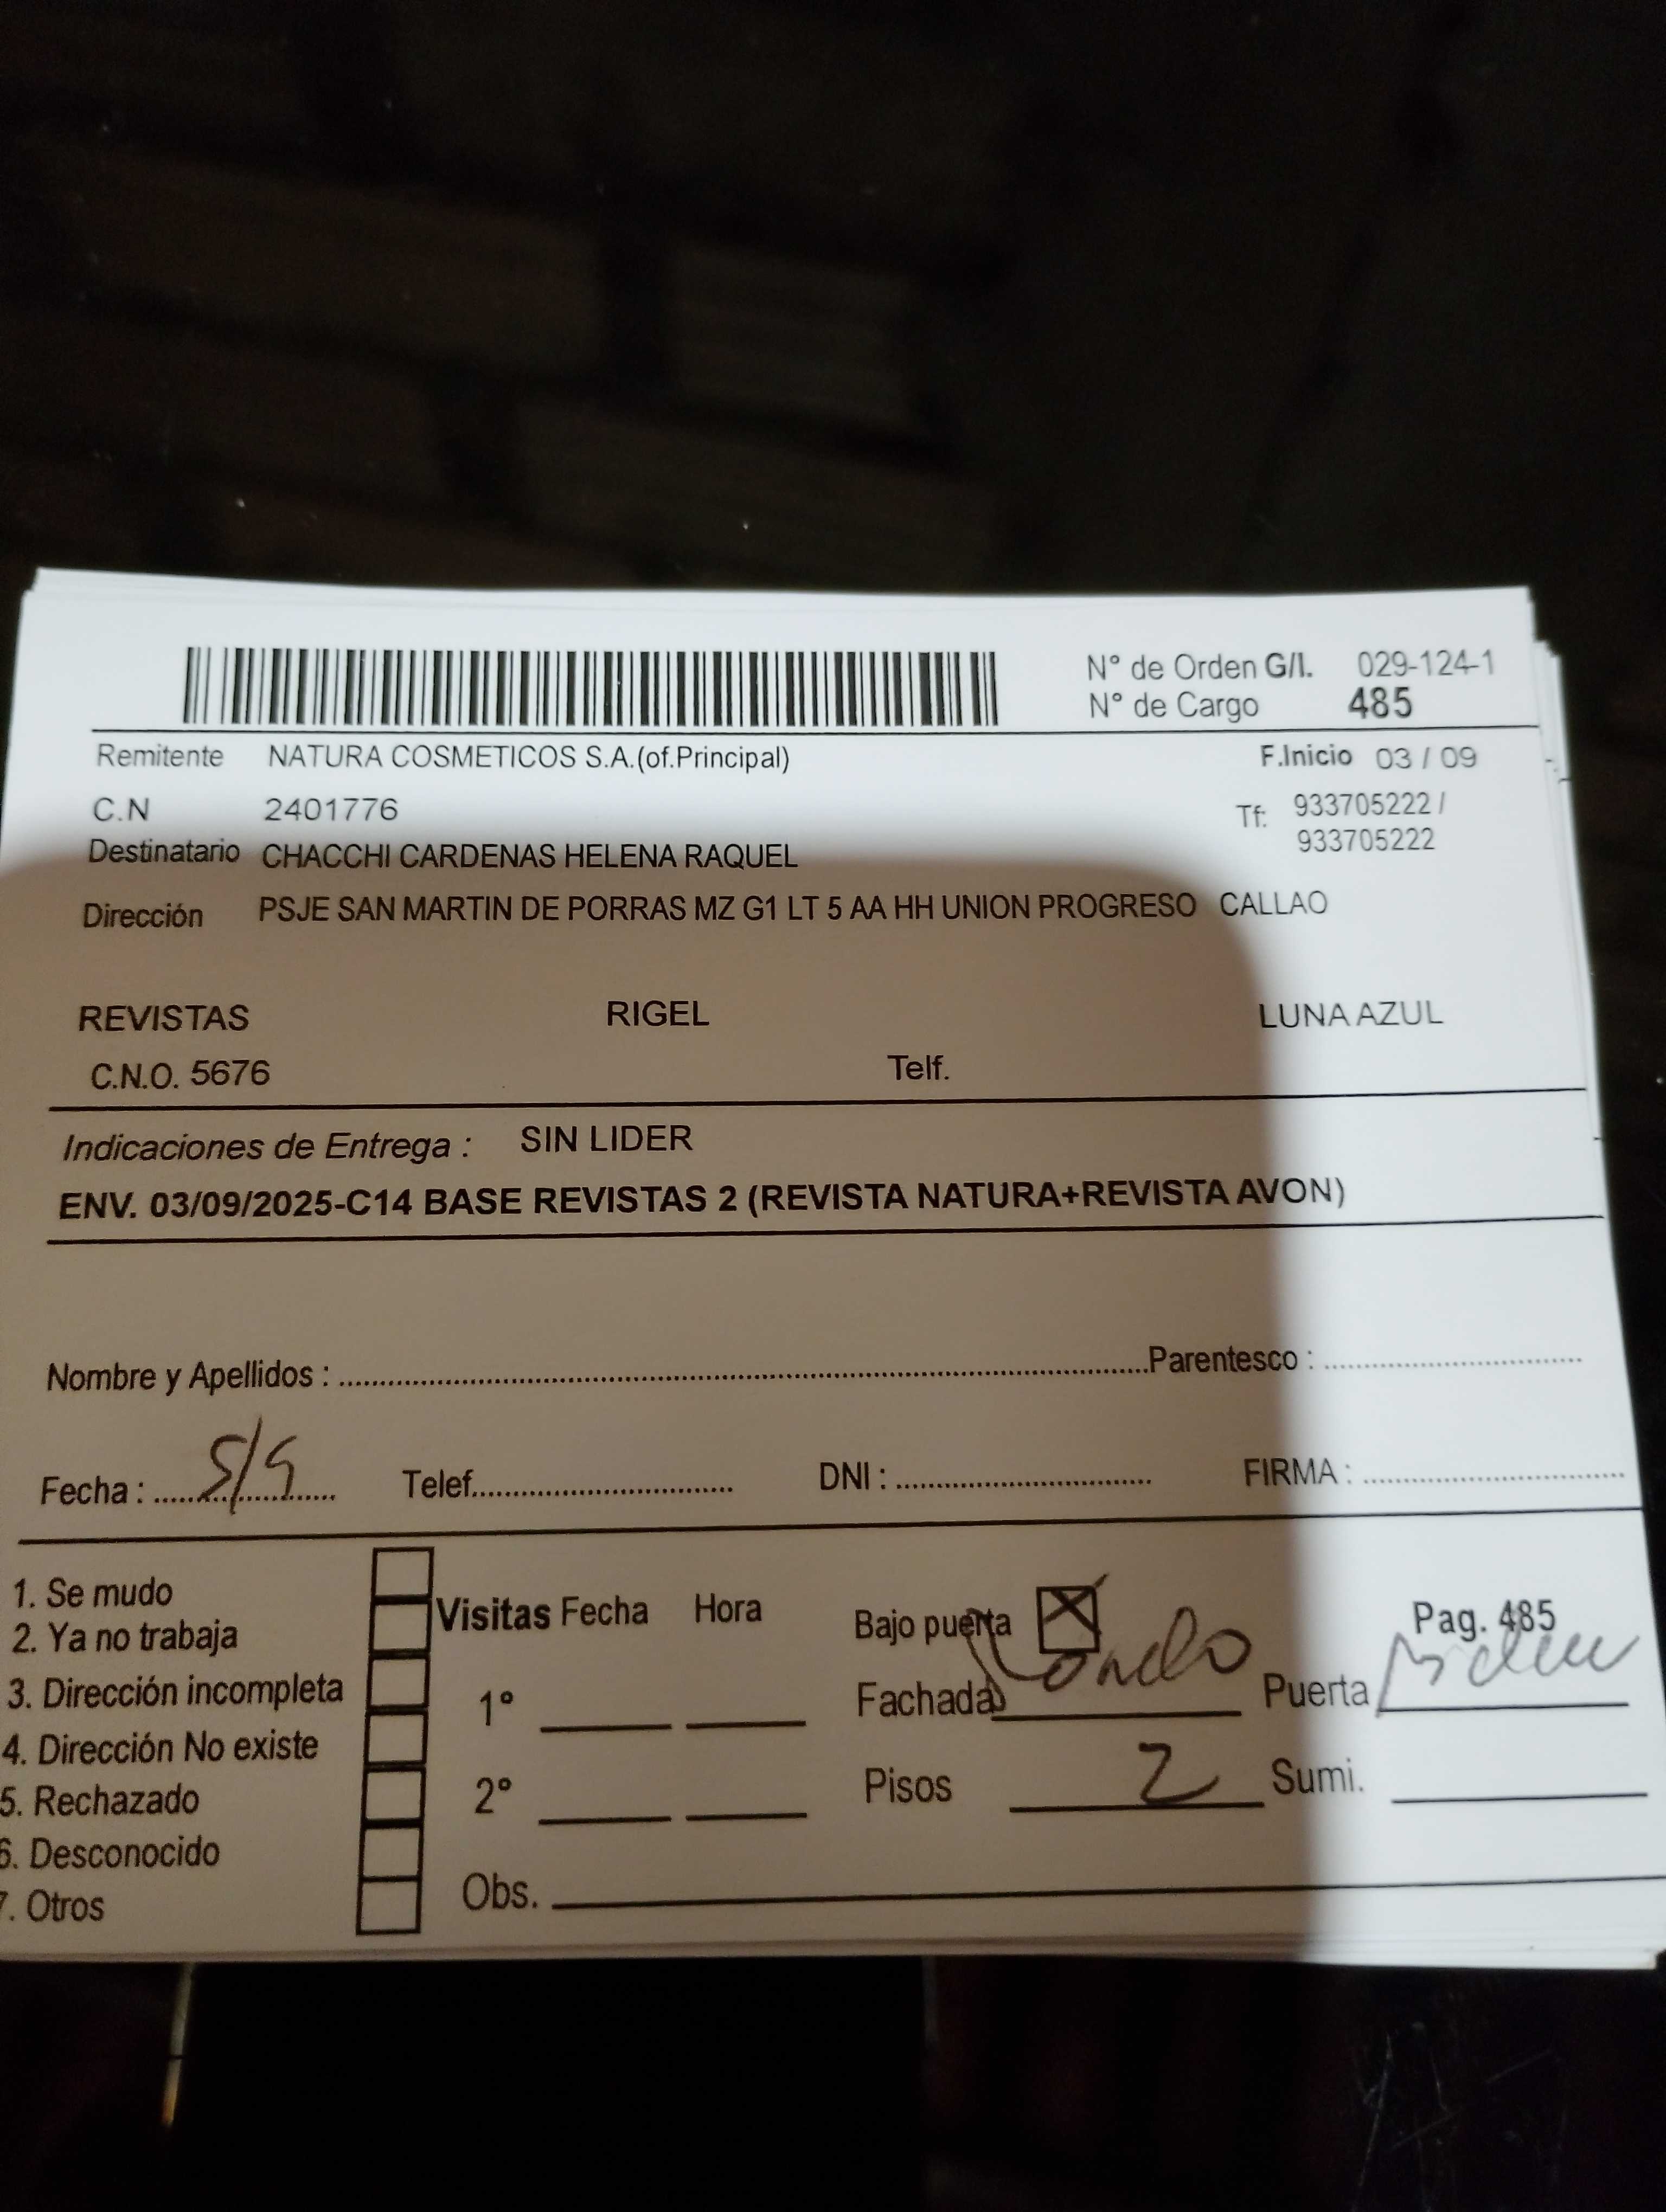 N° de Orden G/I. 029-124-1
N° de Cargo 485
Remitente NATURA COSMETICOS S.A.(of.Principal) F.Inicio 03 / 09
C.N 2401776 Tf: 933705222 /
933705222
Destinatario CHACCHI CARDENAS HELENA RAQUEL
Dirección PSJE SAN MARTIN DE PORRAS MZ G1 LT 5 AA HH UNION PROGRESO CALLAO
REVISTAS RIGEL LUNA AZUL
C.N.O. 5676 Telf.
Indicaciones de Entrega : SIN LIDER
ENV. 03/09/2025-C14 BASE REVISTAS 2 (REVISTA NATURA+REVISTA AVON)
Nombre y Apellidos : Parentesco :
Fecha : 5/9 Telef. DNI : FIRMA :
1. Se mudo
2. Ya no trabaja
3. Dirección incompleta
4. Dirección No existe
5. Rechazado
6. Desconocido
7. Otros
Visitas Fecha Hora
1°
2°
Bajo puerta X Pag. 485
Fachada Puerta
Pisos 2 Sumi.
Obs.